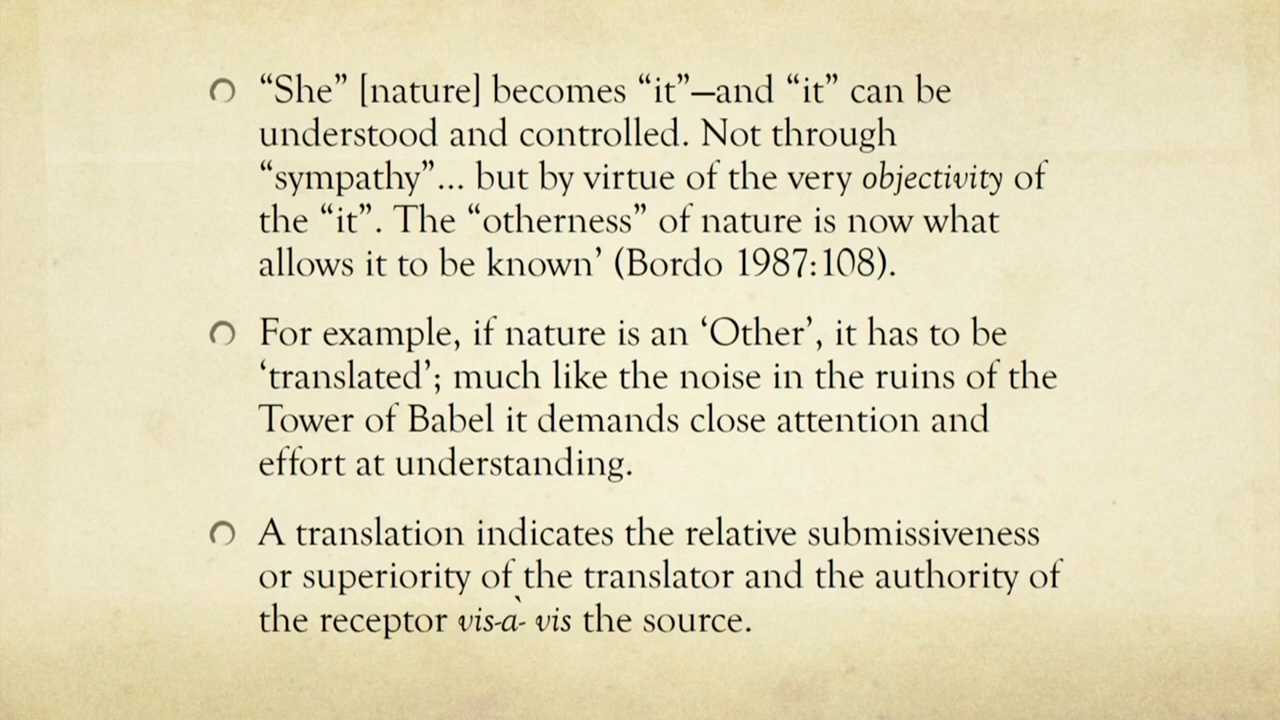 “She” [nature] becomes “it”—and “it” can be
understood and controlled. Not through
“sympathy”... but by virtue of the very objectivity of
the “it”. The “otherness” of nature is now what
allows it to be known’ (Bordo 1987:108).
For example, if nature is an ‘Other’, it has to be
‘translated’; much like the noise in the ruins of the
Tower of Babel it demands close attention and
effort at understanding.
A translation indicates the relative submissiveness
or superiority of the translator and the authority of
the receptor vis-à- vis the source.